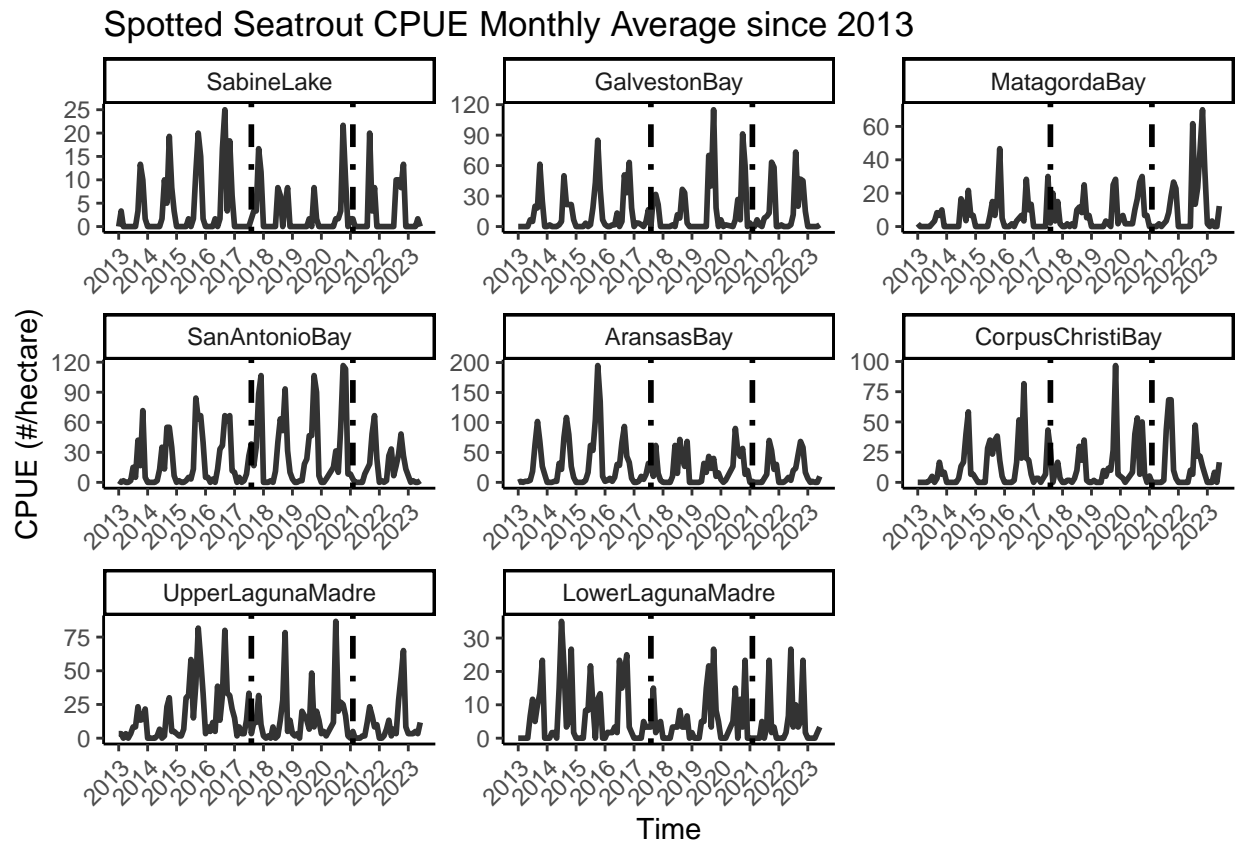 Spotted Seatrout CPUE Monthly Average since 2013
SabineLake
25
20
15
10
5
0
2013 2014 2015 2016 2017 2018 2019 2020 2021 2022 2023
GalvestonBay
120
90
60
30
0
2013 2014 2015 2016 2017 2018 2019 2020 2021 2022 2023
MatagordaBay
60
40
20
0
2013 2014 2015 2016 2017 2018 2019 2020 2021 2022 2023
CPUE (#/hectare)
SanAntonioBay
120
90
60
30
0
2013 2014 2015 2016 2017 2018 2019 2020 2021 2022 2023
AransasBay
200
150
100
50
0
2013 2014 2015 2016 2017 2018 2019 2020 2021 2022 2023
CorpusChristiBay
100
75
50
25
0
2013 2014 2015 2016 2017 2018 2019 2020 2021 2022 2023
UpperLagunaMadre
75
50
25
0
2013 2014 2015 2016 2017 2018 2019 2020 2021 2022 2023
LowerLagunaMadre
30
20
10
0
2013 2014 2015 2016 2017 2018 2019 2020 2021 2022 2023
Time